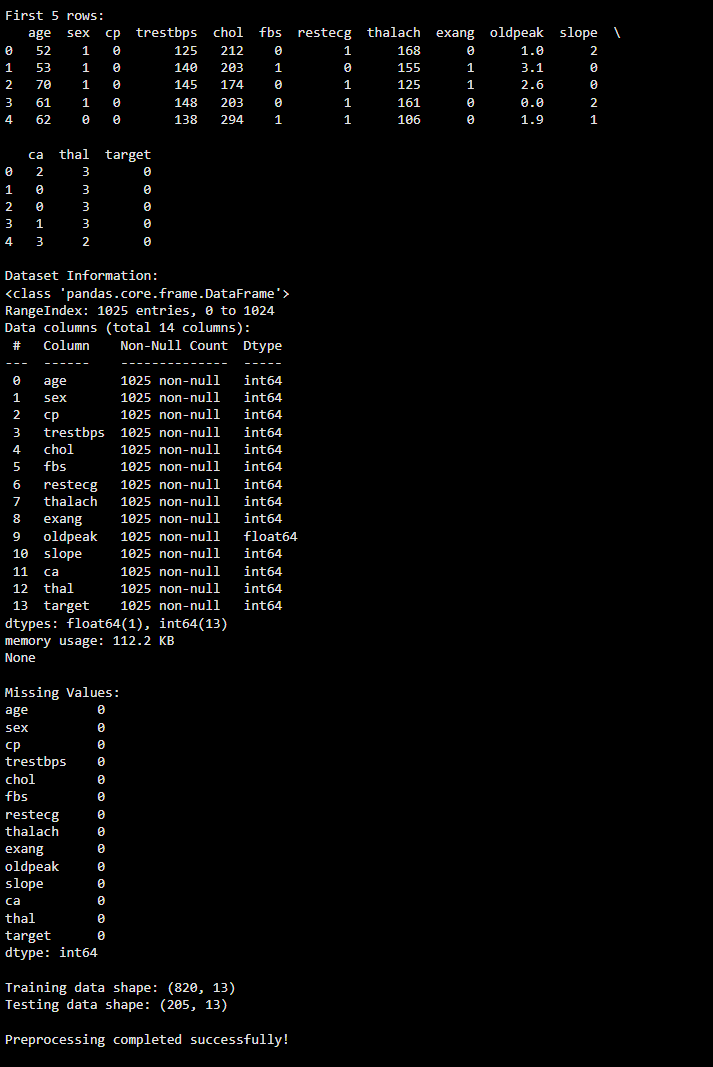 First 5 rows:
   age  sex  cp  trestbps  chol  fbs  restecg  thalach  exang  oldpeak  slope  \
0   52    1   0       125   212    0        1      168      0      1.0      2
1   53    1   0       140   203    1        0      155      1      3.1      0
2   70    1   0       145   174    0        1      125      1      2.6      0
3   61    1   0       148   203    0        1      161      0      0.0      2
4   62    0   0       138   294    1        1      106      0      1.9      1

   ca  thal  target
0   2     3       0
1   0     3       0
2   0     3       0
3   1     3       0
4   3     2       0

Dataset Information:
<class 'pandas.core.frame.DataFrame'>
RangeIndex: 1025 entries, 0 to 1024
Data columns (total 14 columns):
 #   Column    Non-Null Count  Dtype
---  ------    --------------  -----
 0   age       1025 non-null   int64
 1   sex       1025 non-null   int64
 2   cp        1025 non-null   int64
 3   trestbps  1025 non-null   int64
 4   chol      1025 non-null   int64
 5   fbs       1025 non-null   int64
 6   restecg   1025 non-null   int64
 7   thalach   1025 non-null   int64
 8   exang     1025 non-null   int64
 9   oldpeak   1025 non-null   float64
 10  slope     1025 non-null   int64
 11  ca        1025 non-null   int64
 12  thal      1025 non-null   int64
 13  target    1025 non-null   int64
dtypes: float64(1), int64(13)
memory usage: 112.2 KB
None

Missing Values:
age         0
sex         0
cp          0
trestbps    0
chol        0
fbs         0
restecg     0
thalach     0
exang       0
oldpeak     0
slope       0
ca          0
thal        0
target      0
dtype: int64

Training data shape: (820, 13)
Testing data shape: (205, 13)

Preprocessing completed successfully!